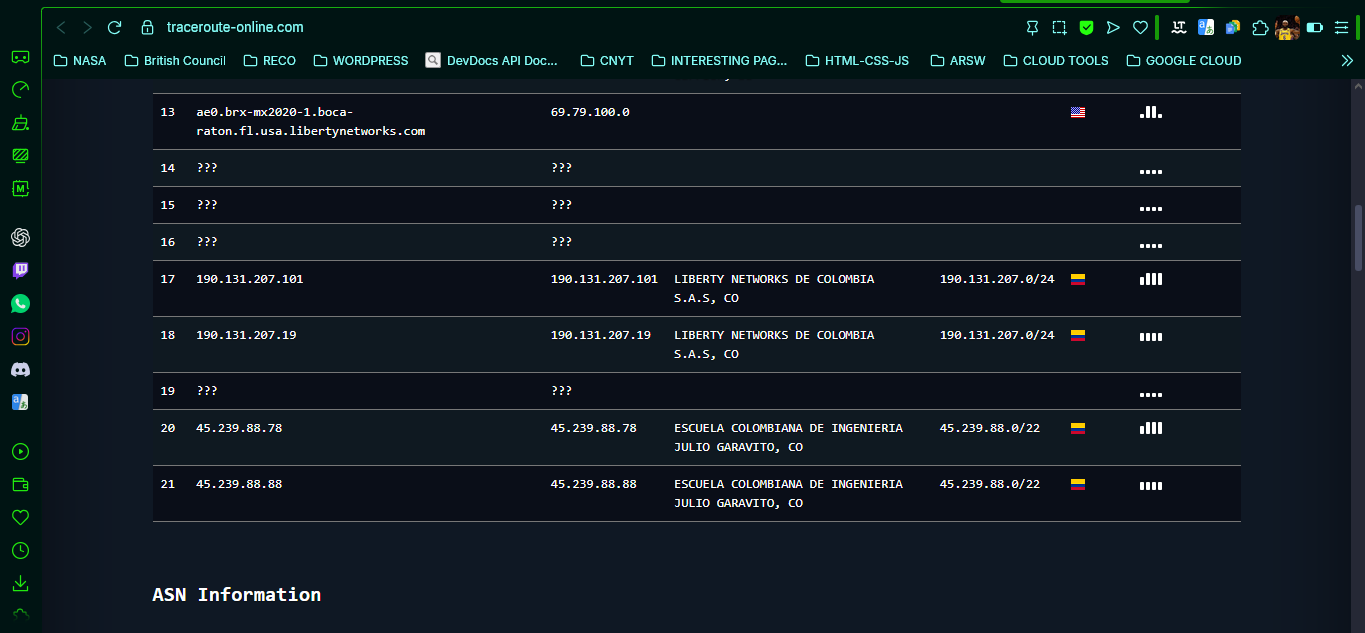 traceroute-online.com
NASA British Council RECO WORDPRESS DevDocs API Doc... CNYT INTERESTING PAG... HTML-CSS-JS ARSW CLOUD TOOLS GOOGLE CLOUD
13 ae0.brx-mx2020-1.boca- 69.79.100.0
raton.fl.usa.libertynetworks.com
14 ??? ???
15 ??? ???
16 ??? ???
17 190.131.207.101 190.131.207.101 LIBERTY NETWORKS DE COLOMBIA 190.131.207.0/24
S.A.S, CO
18 190.131.207.19 190.131.207.19 LIBERTY NETWORKS DE COLOMBIA 190.131.207.0/24
S.A.S, CO
19 ??? ???
20 45.239.88.78 45.239.88.78 ESCUELA COLOMBIANA DE INGENIERIA 45.239.88.0/22
JULIO GARAVITO, CO
21 45.239.88.88 45.239.88.88 ESCUELA COLOMBIANA DE INGENIERIA 45.239.88.0/22
JULIO GARAVITO, CO
ASN Information